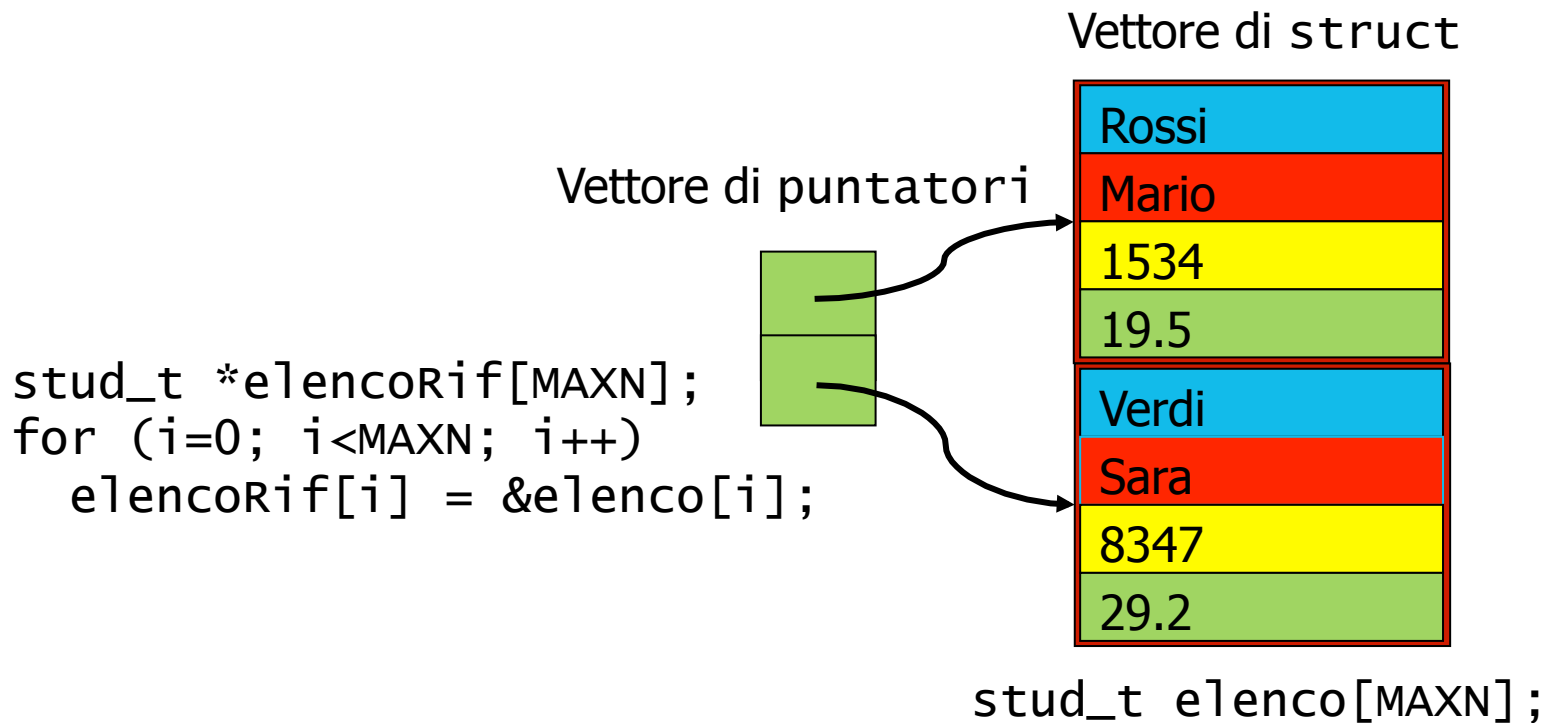 Vettore di struct
Rossi
Vettore di puntatori
Mario
1534
19.5
stud_t *elencoRif[MAXN];
for (i=0; i<MAXN; i++)
elencoRif[i] = &elenco[i];
Verdi
Sara
8347
29.2
stud_t elenco[MAXN];